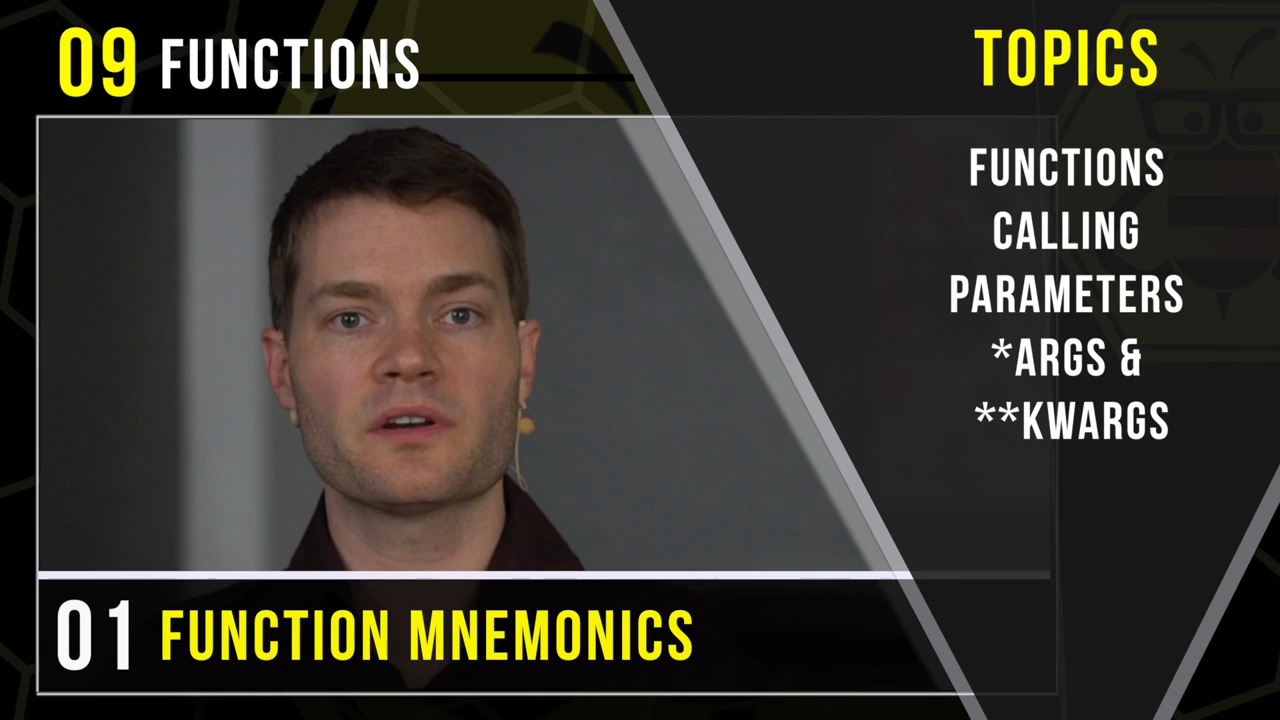 09 FUNCTIONS
TOPICS
FUNCTIONS
CALLING
PARAMETERS
*ARGS &
**KWARGS
01 FUNCTION MNEMONICS